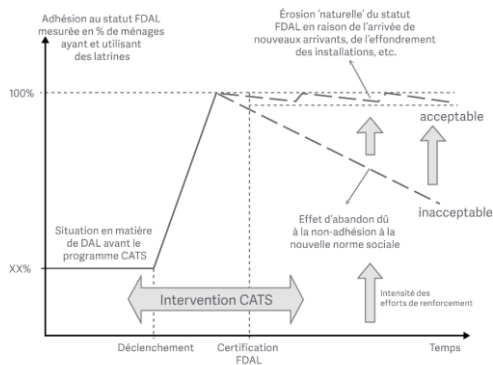 Adhésion au statut FDAL
mesurée en % de ménages
ayant et utilisant
des latrines
Érosion 'naturelle' du statut
FDAL en raison de l'arrivée de
nouveaux arrivants, de l'effondrement
des installations, etc.
100%
acceptable
inacceptable
Situation en matière
de DAL avant le
programme CATS
Effet d'abandon dû
à la non-adhésion à la
nouvelle norme sociale
XX%
Intervention CATS
Intensité des
efforts de renforcement
Déclenchement
Certification
FDAL
Temps